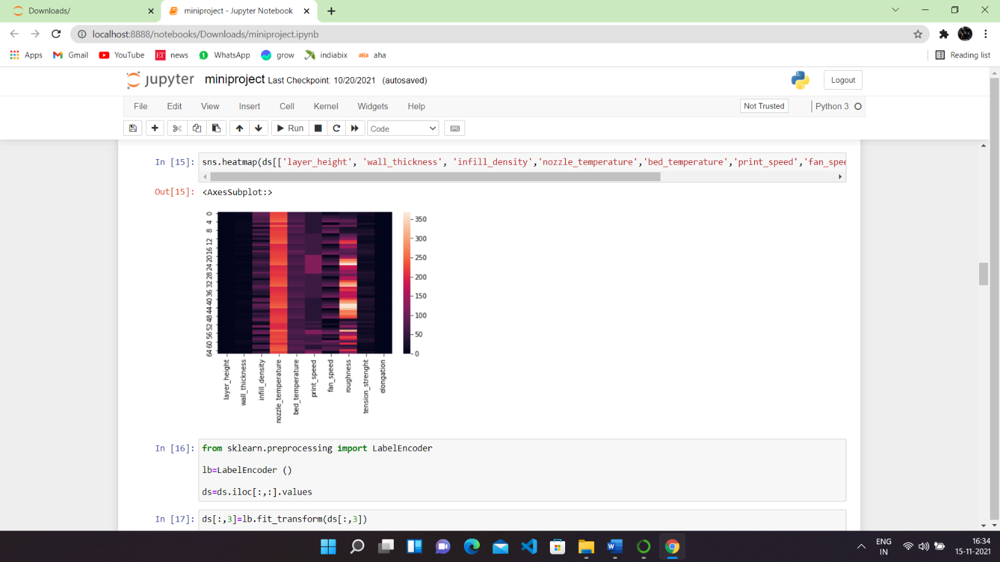 Downloads/
miniproject - Jupyter Notebook
localhost:8888/notebooks/Downloads/miniproject.ipynb
Apps
Gmail
YouTube
ET
news
1
WhatsApp
grow
indiabix
aha
aha
Reading list
jupyter
miniproject Last Checkpoint: 10/20/2021 (autosaved)
Logout
File
Edit
View
Insert
Cell
Kernel
Widgets
Help
Not Trusted
Python 3
Run
Code
In [15]:
sns.heatmap(ds[['layer_height', 'wall_thickness', 'infill_density','nozzle_temperature','bed_temperature','print_speed','fan_spee
Out[15]:
<AxesSubplot:>
0
4
8
12
16
20
24
28
32
36
40
44
48
52
56
60
64
350
300
250
200
150
100
50
0
layer_height
wall_thickness
infill_density
nozzle_temperature
bed_temperature
print_speed
fan_speed
roughness
tension_strenght
elongation
In [16]:
from sklearn.preprocessing import LabelEncoder
lb=LabelEncoder ()
ds=ds.iloc[:,:].values
In [17]:
ds[:,3]=lb.fit_transform(ds[:,3])
W
ENG
IN
16:34
15-11-2021